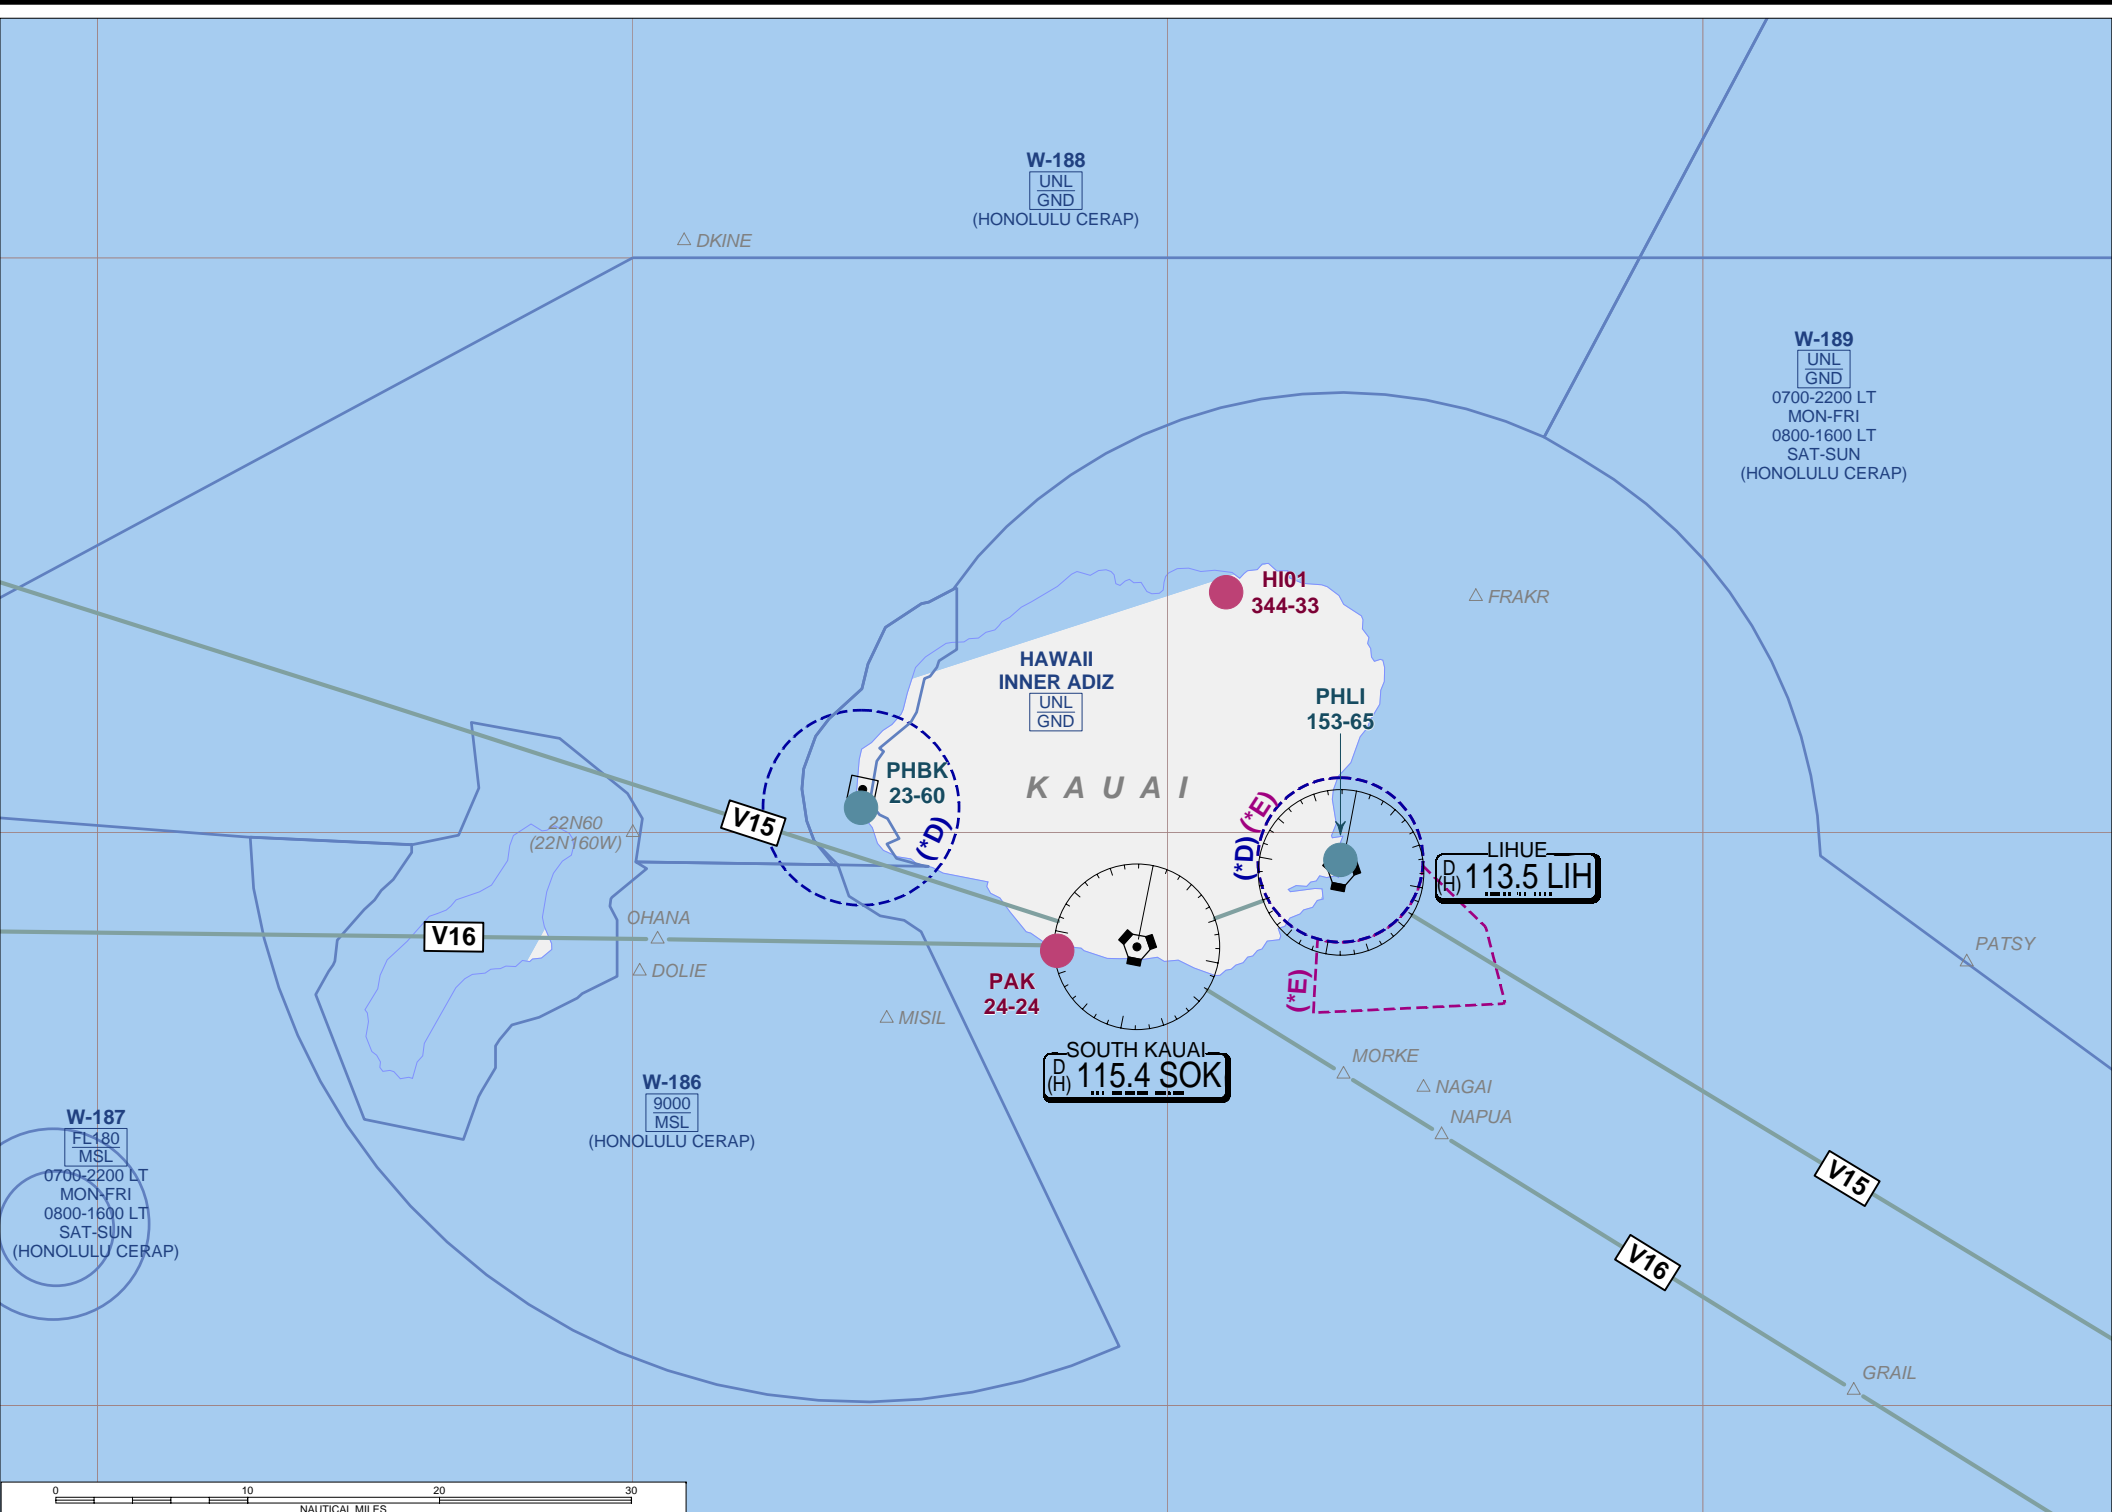 W-188
UNL
GND
(HONOLULU CERAP)
DKINE
W-189
UNL
GND
0700-2200 LT
MON-FRI
0800-1600 LT
SAT-SUN
(HONOLULU CERAP)
HI01
344-33
FRAKR
HAWAII
INNER ADIZ
UNL
GND
PHLI
153-65
PHBK
23-60
KAUAI
V15
22N60
(22N160W)
(*D)
(*D)
(*E)
LIHUE
D
(H)
113.5 LIH
OHANA
V16
DOLIE
PATSY
PAK
24-24
(*E)
MISIL
SOUTH KAUAI
D
(H)
115.4 SOK
MORKE
NAGAI
NAPUA
W-186
9000
MSL
(HONOLULU CERAP)
W-187
FL180
MSL
0700-2200 LT
MON-FRI
0800-1600 LT
SAT-SUN
(HONOLULU CERAP)
V15
V16
GRAIL
0 10 20 30
NAUTICAL MILES